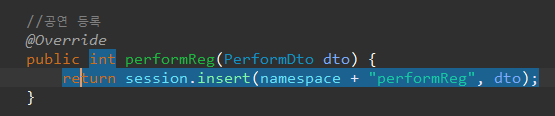 //공연 등록
@Override
public int performReg(PerformDto dto) {
return session.insert(namespace + "performReg", dto);
}